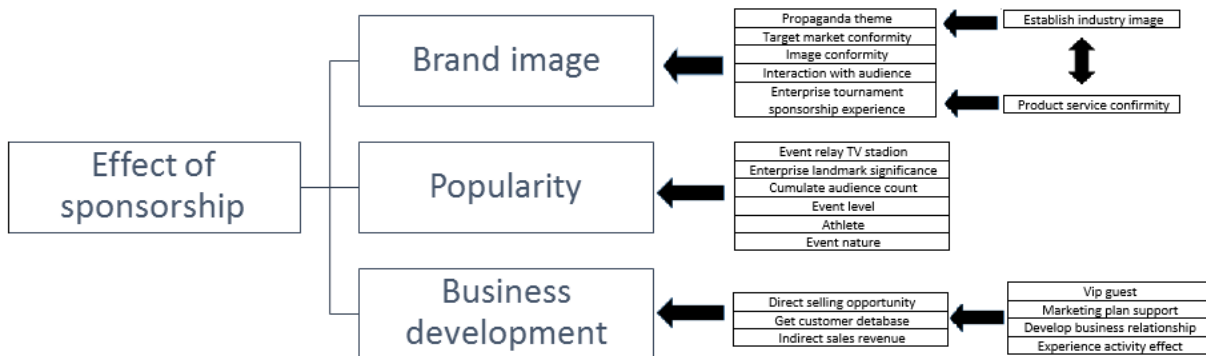 Effect of
sponsorship
Brand image
Propaganda theme
Target market conformity
Image conformity
Interaction with audience
Enterprise tournament
sponsorship experience
Establish industry image
Product service confirmity
Popularity
Event relay TV stadion
Enterprise landmark significance
Cumulate audience count
Event level
Athlete
Event nature
Business
development
Direct selling opportunity
Get customer detabase
Indirect sales revenue
Vip guest
Marketing plan support
Develop business relationship
Experience activity effect